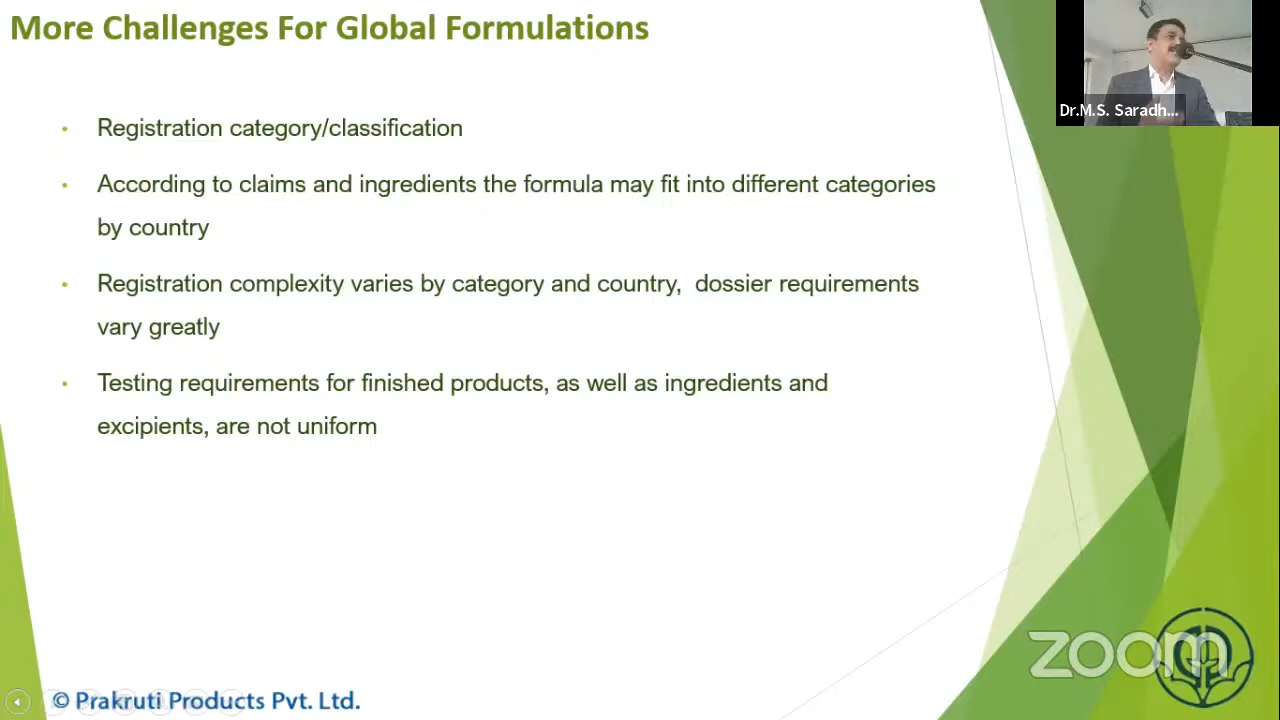 More Challenges For Global Formulations
Dr.M.S. Saradh...
• Registration category/classification
• According to claims and ingredients the formula may fit into different categories
by country
• Registration complexity varies by category and country, dossier requirements
vary greatly
• Testing requirements for finished products, as well as ingredients and
excipients, are not uniform
zoom
© Prakruti Products Pvt. Ltd.